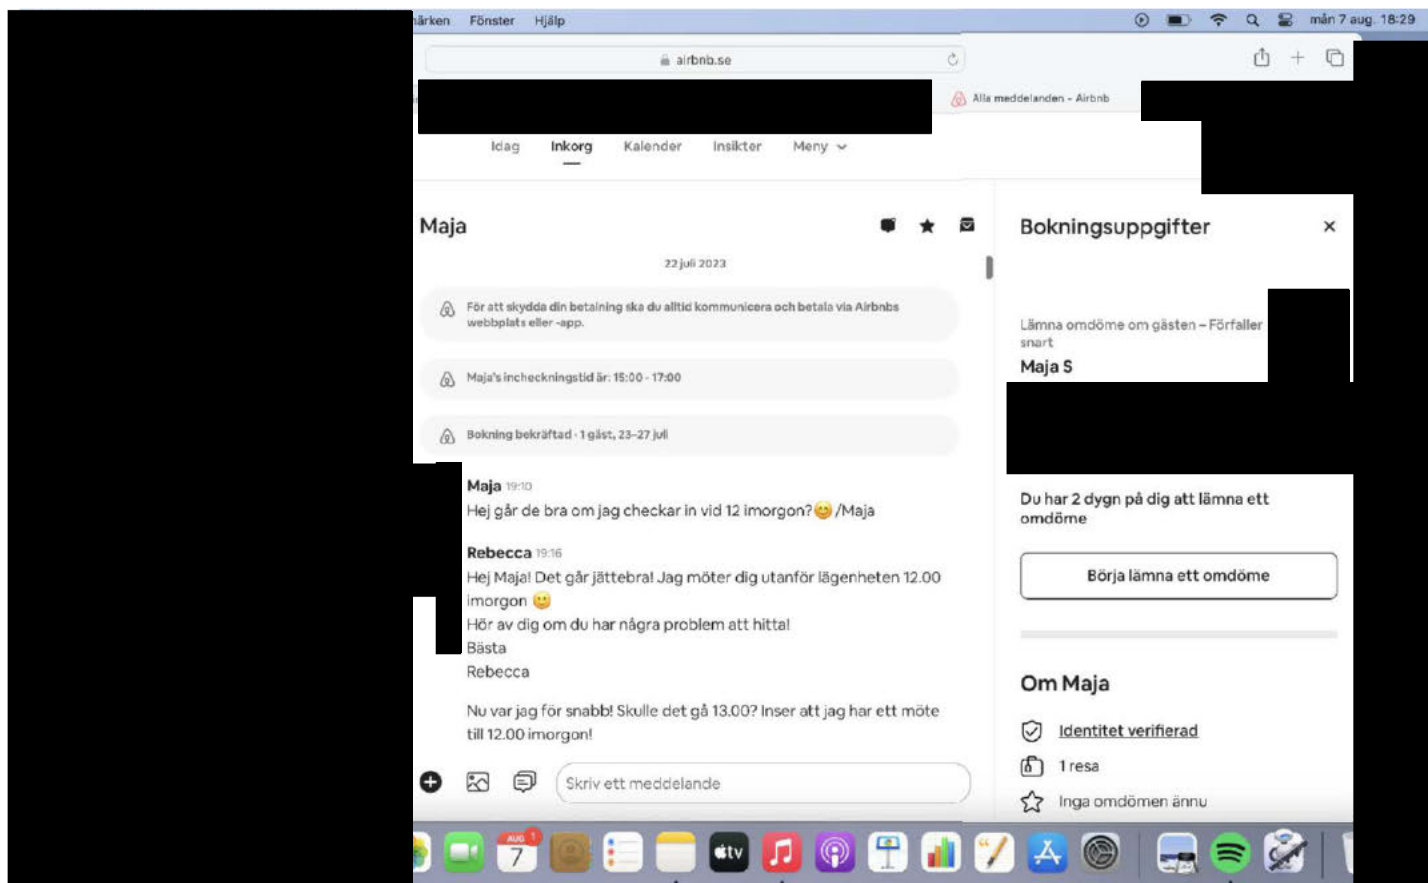 Fönster Hjälp
mån 7 aug. 18:29
airbnb.se
Alla meddelanden - Airbnb
Idag Inkorg Kalender Insikter Meny
Maja
22 juli 2023
För att skydda din betalning ska du alltid kommunicera och betala via Airbnbs
webbplats eller -app.
Maja's incheckningstid är: 15:00 - 17:00
Bokning bekräftad · 1 gäst, 23–27 juli
Maja 19:10
Hej går de bra om jag checkar in vid 12 imorgon?😊 /Maja
Rebecca 19:16
Hej Maja! Det går jättebra! Jag möter dig utanför lägenheten 12.00
imorgon 🙂
Hör av dig om du har några problem att hitta!
Bästa
Rebecca
Nu var jag för snabb! Skulle det gå 13.00? Inser att jag har ett möte
till 12.00 imorgon!
Skriv ett meddelande
Bokningsuppgifter
Lämna omdöme om gästen – Förfaller
snart
Maja S
Du har 2 dygn på dig att lämna ett
omdöme
Börja lämna ett omdöme
Om Maja
Identitet verifierad
1 resa
Inga omdömen ännu
AUG 1
7
tv